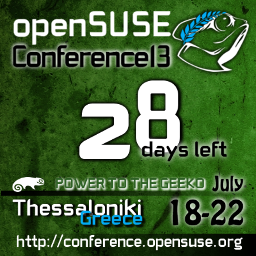 openSUSE
Conference13
28
days left
POWER TO THE GEEKO July
Thessaloniki 18-22
Greece
http://conference.opensuse.org